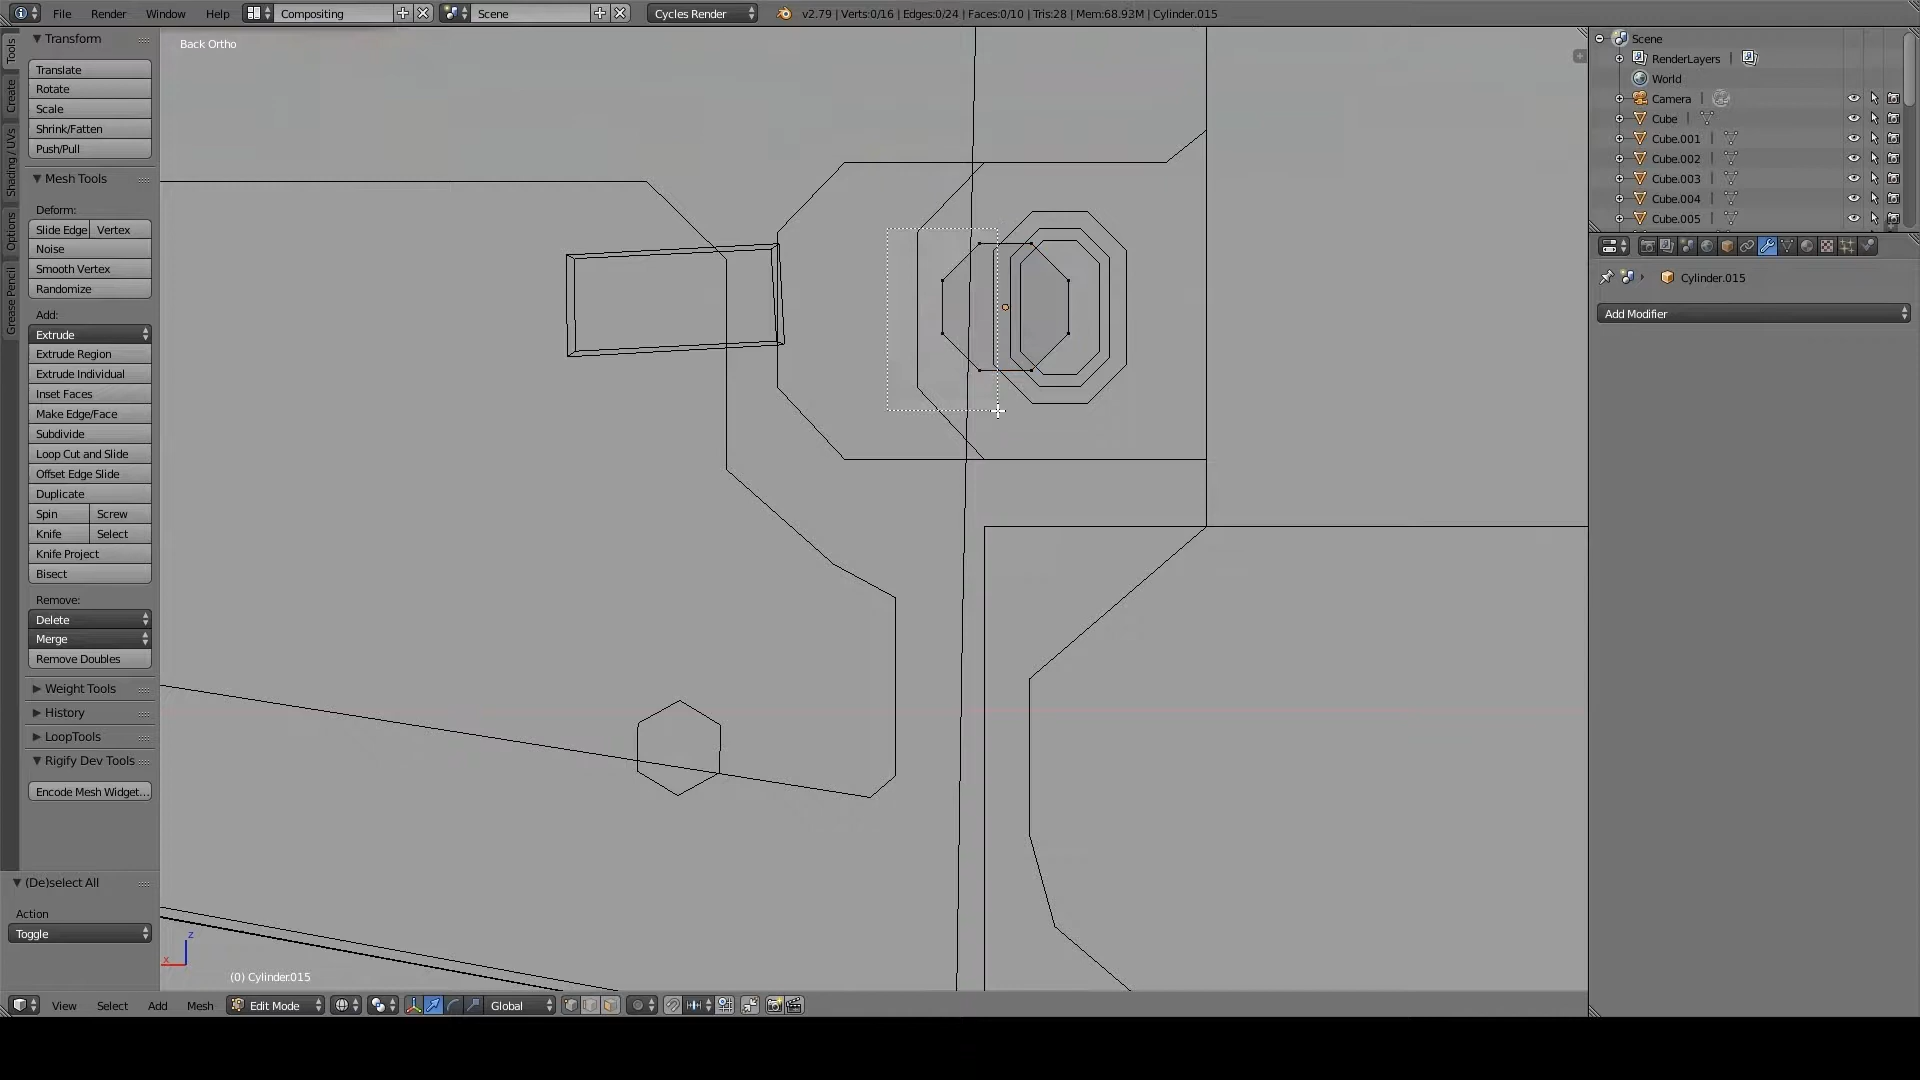 File Render Window Help Compositing Scene Cycles Render v2.79 | Verts:0/16 | Edges:0/24 | Faces:0/10 | Tris:28 | Mem:68.93M | Cylinder.015
Tools
Create
Shading / UVs
Options
Grease Pencil
Transform
Translate
Rotate
Scale
Shrink/Fatten
Push/Pull
Mesh Tools
Deform:
Slide Edge Vertex
Noise
Smooth Vertex
Randomize
Add:
Extrude
Extrude Region
Extrude Individual
Inset Faces
Make Edge/Face
Subdivide
Loop Cut and Slide
Offset Edge Slide
Duplicate
Spin Screw
Knife Select
Knife Project
Bisect
Remove:
Delete
Merge
Remove Doubles
Weight Tools
History
LoopTools
Rigify Dev Tools
Encode Mesh Widget...
(De)select All
Action
Toggle
Back Ortho
z
x
(0) Cylinder.015
View Select Add Mesh Edit Mode Global
Scene
RenderLayers |
World
Camera |
Cube |
Cube.001 |
Cube.002 |
Cube.003 |
Cube.004 |
Cube.005 |
Cylinder.015
Add Modifier